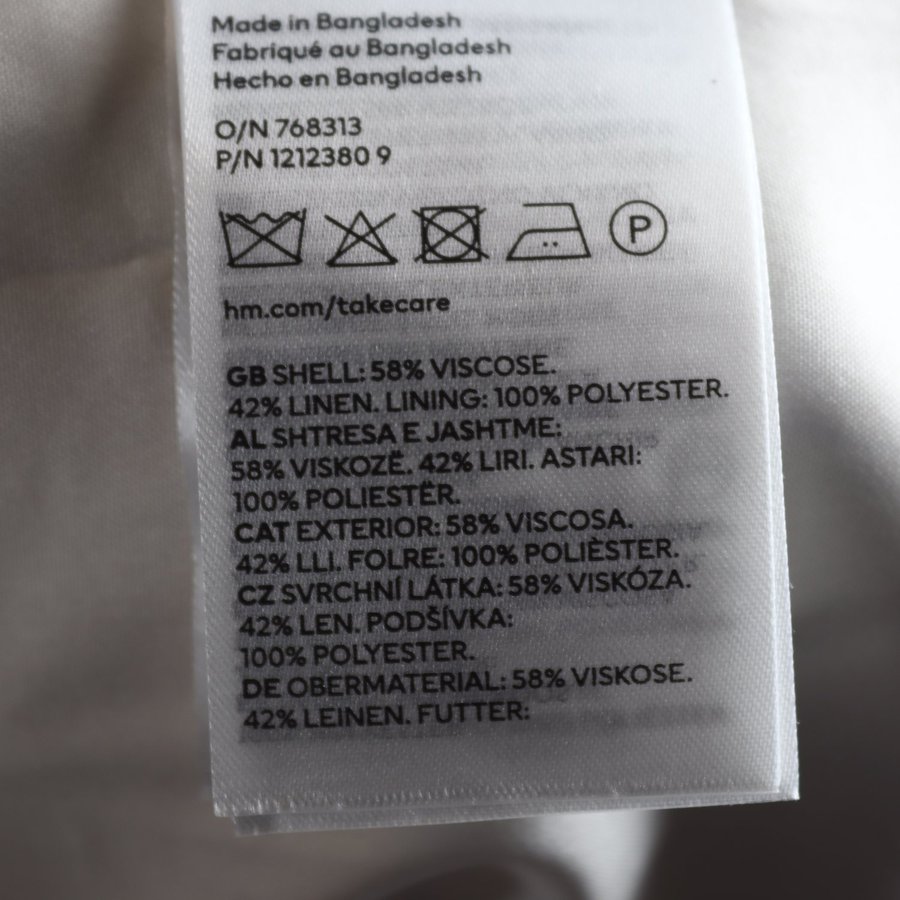 Made in Bangladesh
Fabriqué au Bangladesh
Hecho en Bangladesh
O/N 768313
P/N 1212380 9
P
hm.com/takecare
GB SHELL: 58% VISCOSE.
42% LINEN. LINING: 100% POLYESTER.
AL SHTRESA E JASHTME:
58% VISKOZË. 42% LIRI. ASTARI:
100% POLIESTËR.
CAT EXTERIOR: 58% VISCOSA.
42% LLI. FOLRE: 100% POLIÈSTER.
CZ SVRCHNÍ LÁTKA: 58% VISKÓZA.
42% LEN. PODŠÍVKA:
100% POLYESTER.
DE OBERMATERIAL: 58% VISKOSE.
42% LEINEN. FUTTER: